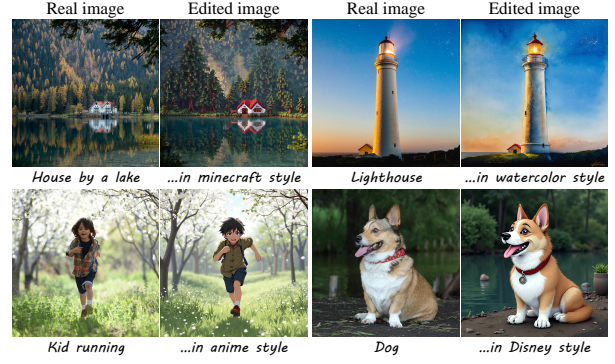 Real image Edited image Real image Edited image
House by a lake ...in minecraft style Lighthouse ...in watercolor style
Kid running ...in anime style Dog ...in Disney style